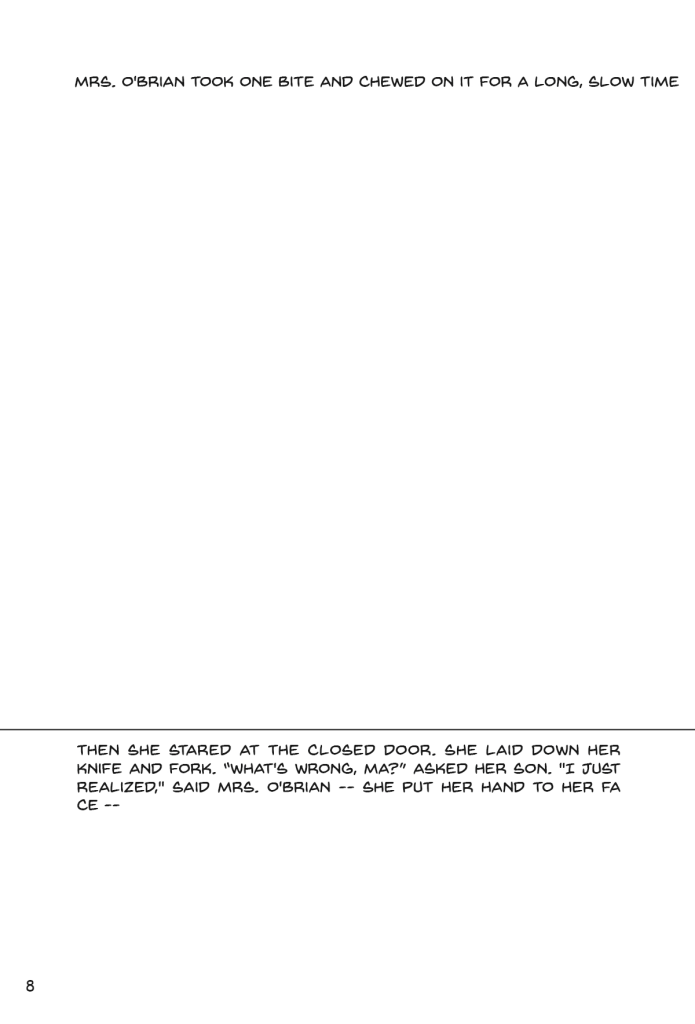 MRS. O'BRIAN TOOK ONE BITE AND CHEWED ON IT FOR A LONG, SLOW TIME
THEN SHE STARED AT THE CLOSED DOOR. SHE LAID DOWN HER
KNIFE AND FORK. “WHAT'S WRONG, MA?” ASKED HER SON. "I JUST
REALIZED," SAID MRS. O'BRIAN -- SHE PUT HER HAND TO HER FA
CE --
8